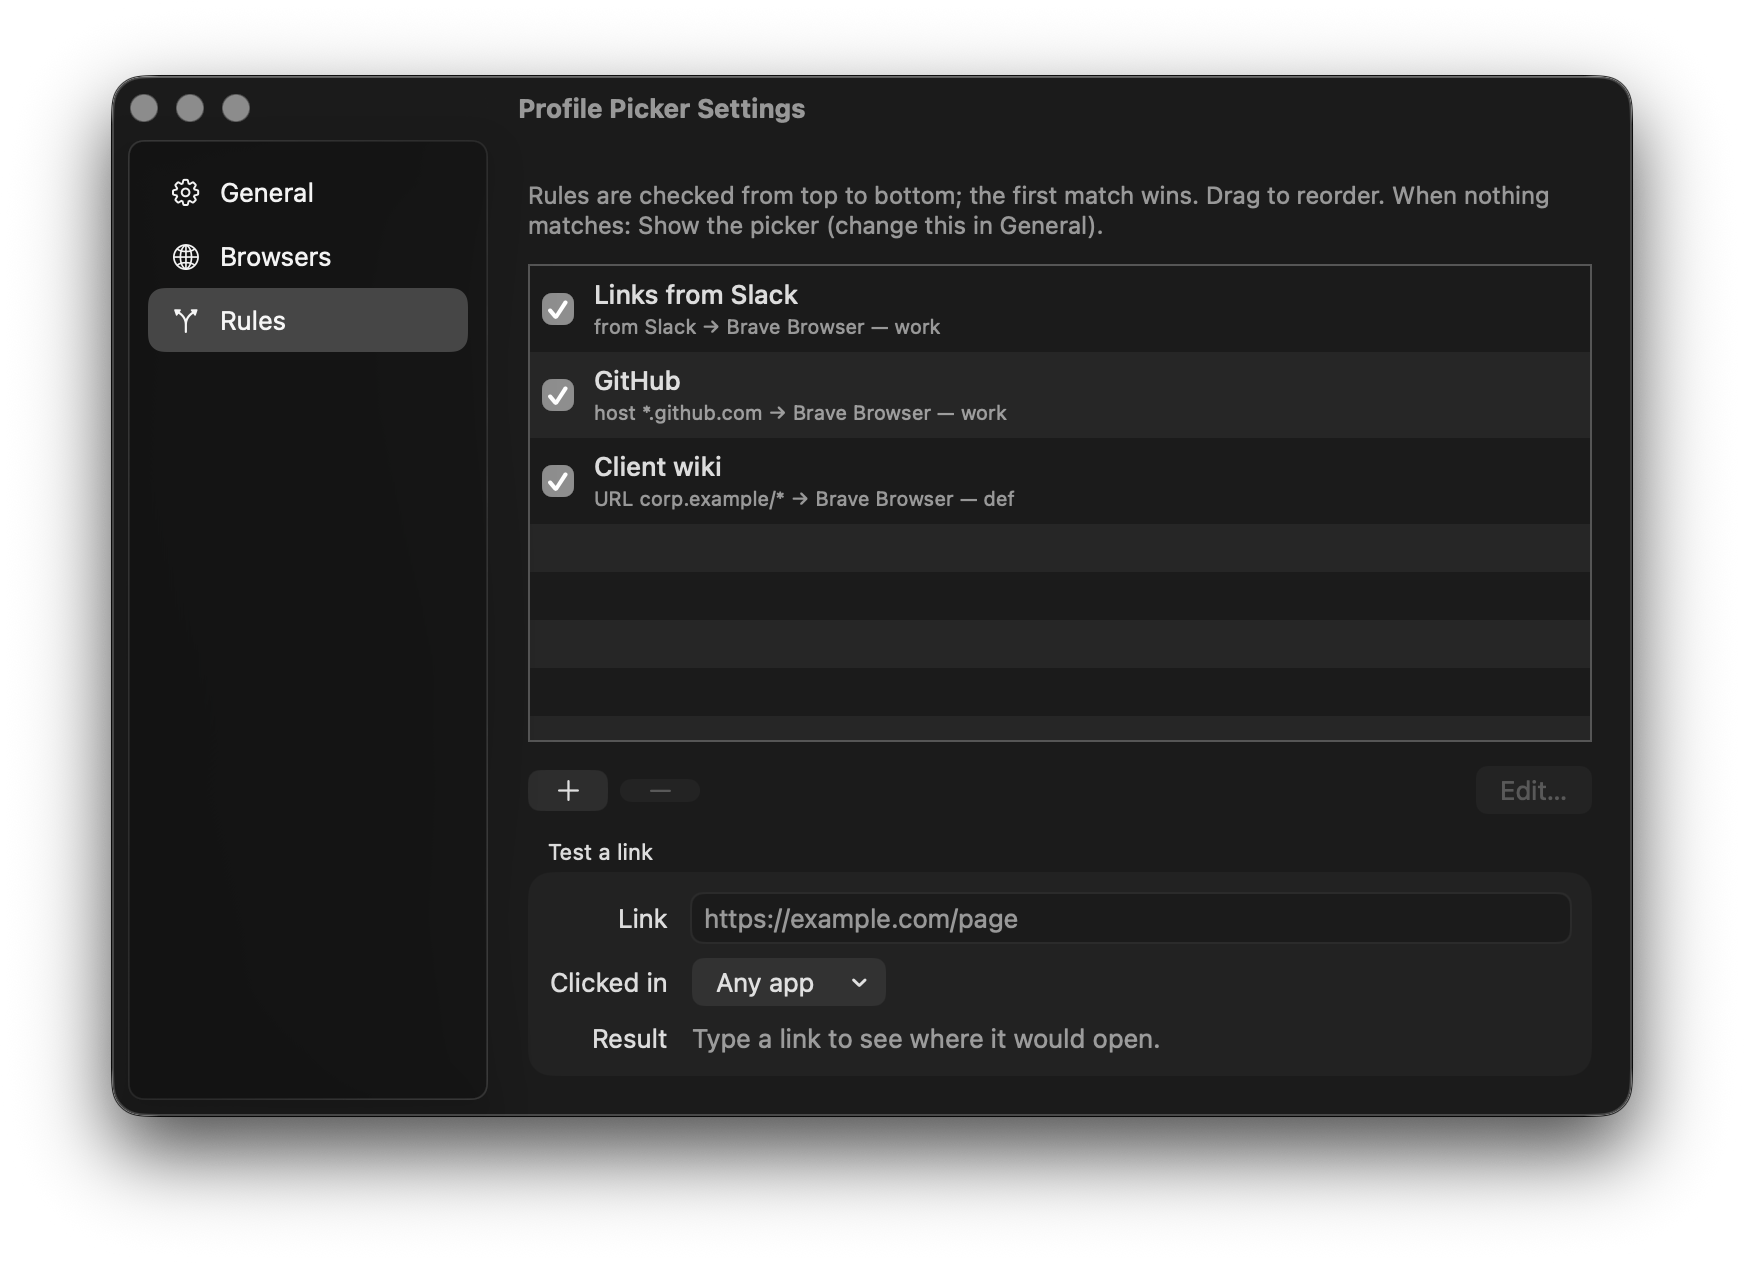 Profile Picker Settings
General
Browsers
Rules
Rules are checked from top to bottom; the first match wins. Drag to reorder. When nothing
matches: Show the picker (change this in General).
Links from Slack
from Slack → Brave Browser — work
GitHub
host *.github.com → Brave Browser — work
Client wiki
URL corp.example/* → Brave Browser — def
Edit...
Test a link
Link https://example.com/page
Clicked in Any app
Result Type a link to see where it would open.